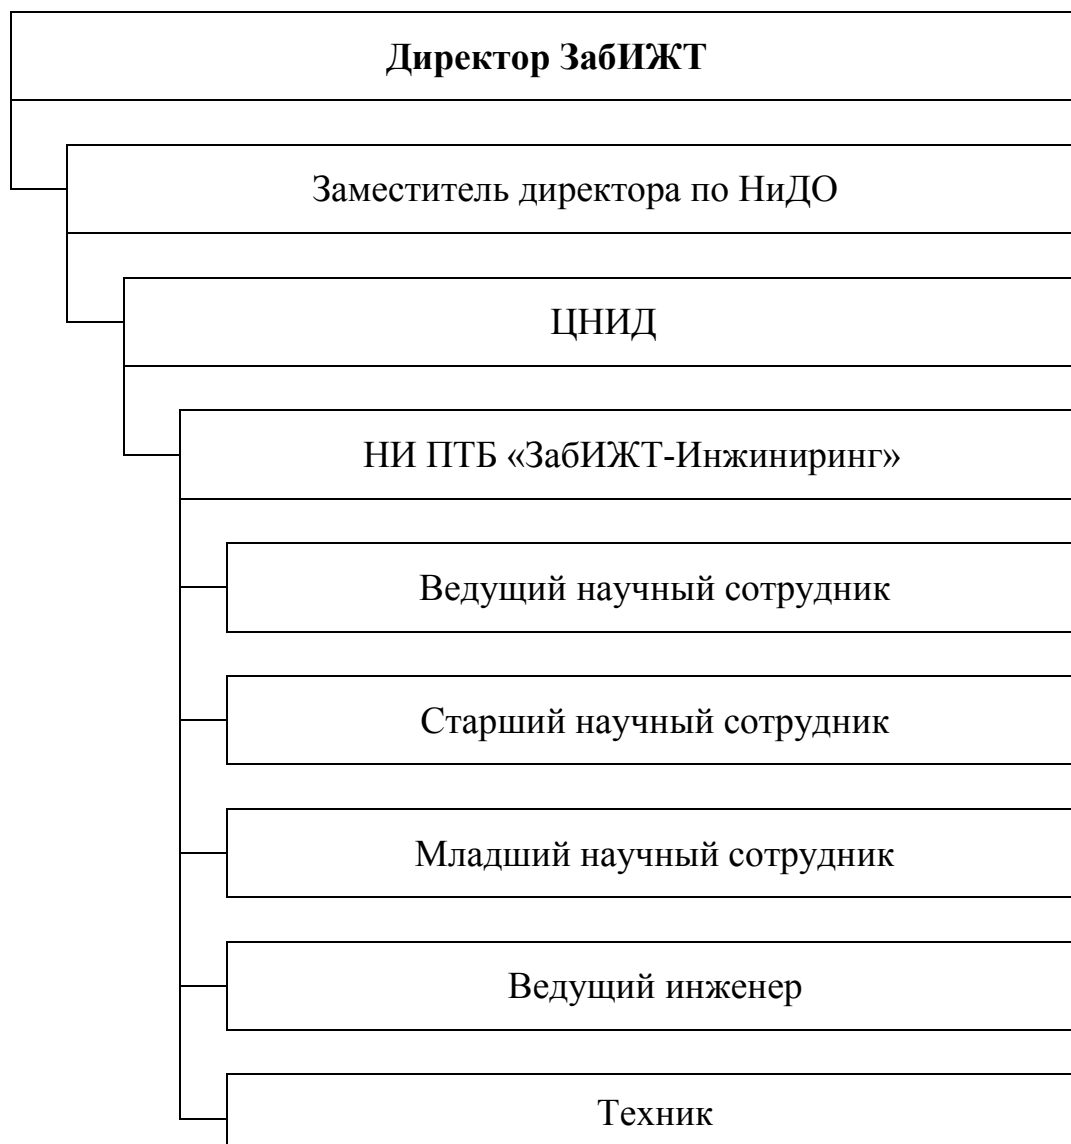 Директор ЗабИЖТ
Заместитель директора по НиДО
ЦНИД
НИ ПТБ «ЗабИЖТ-Инжиниринг»
Ведущий научный сотрудник
Старший научный сотрудник
Младший научный сотрудник
Ведущий инженер
Техник